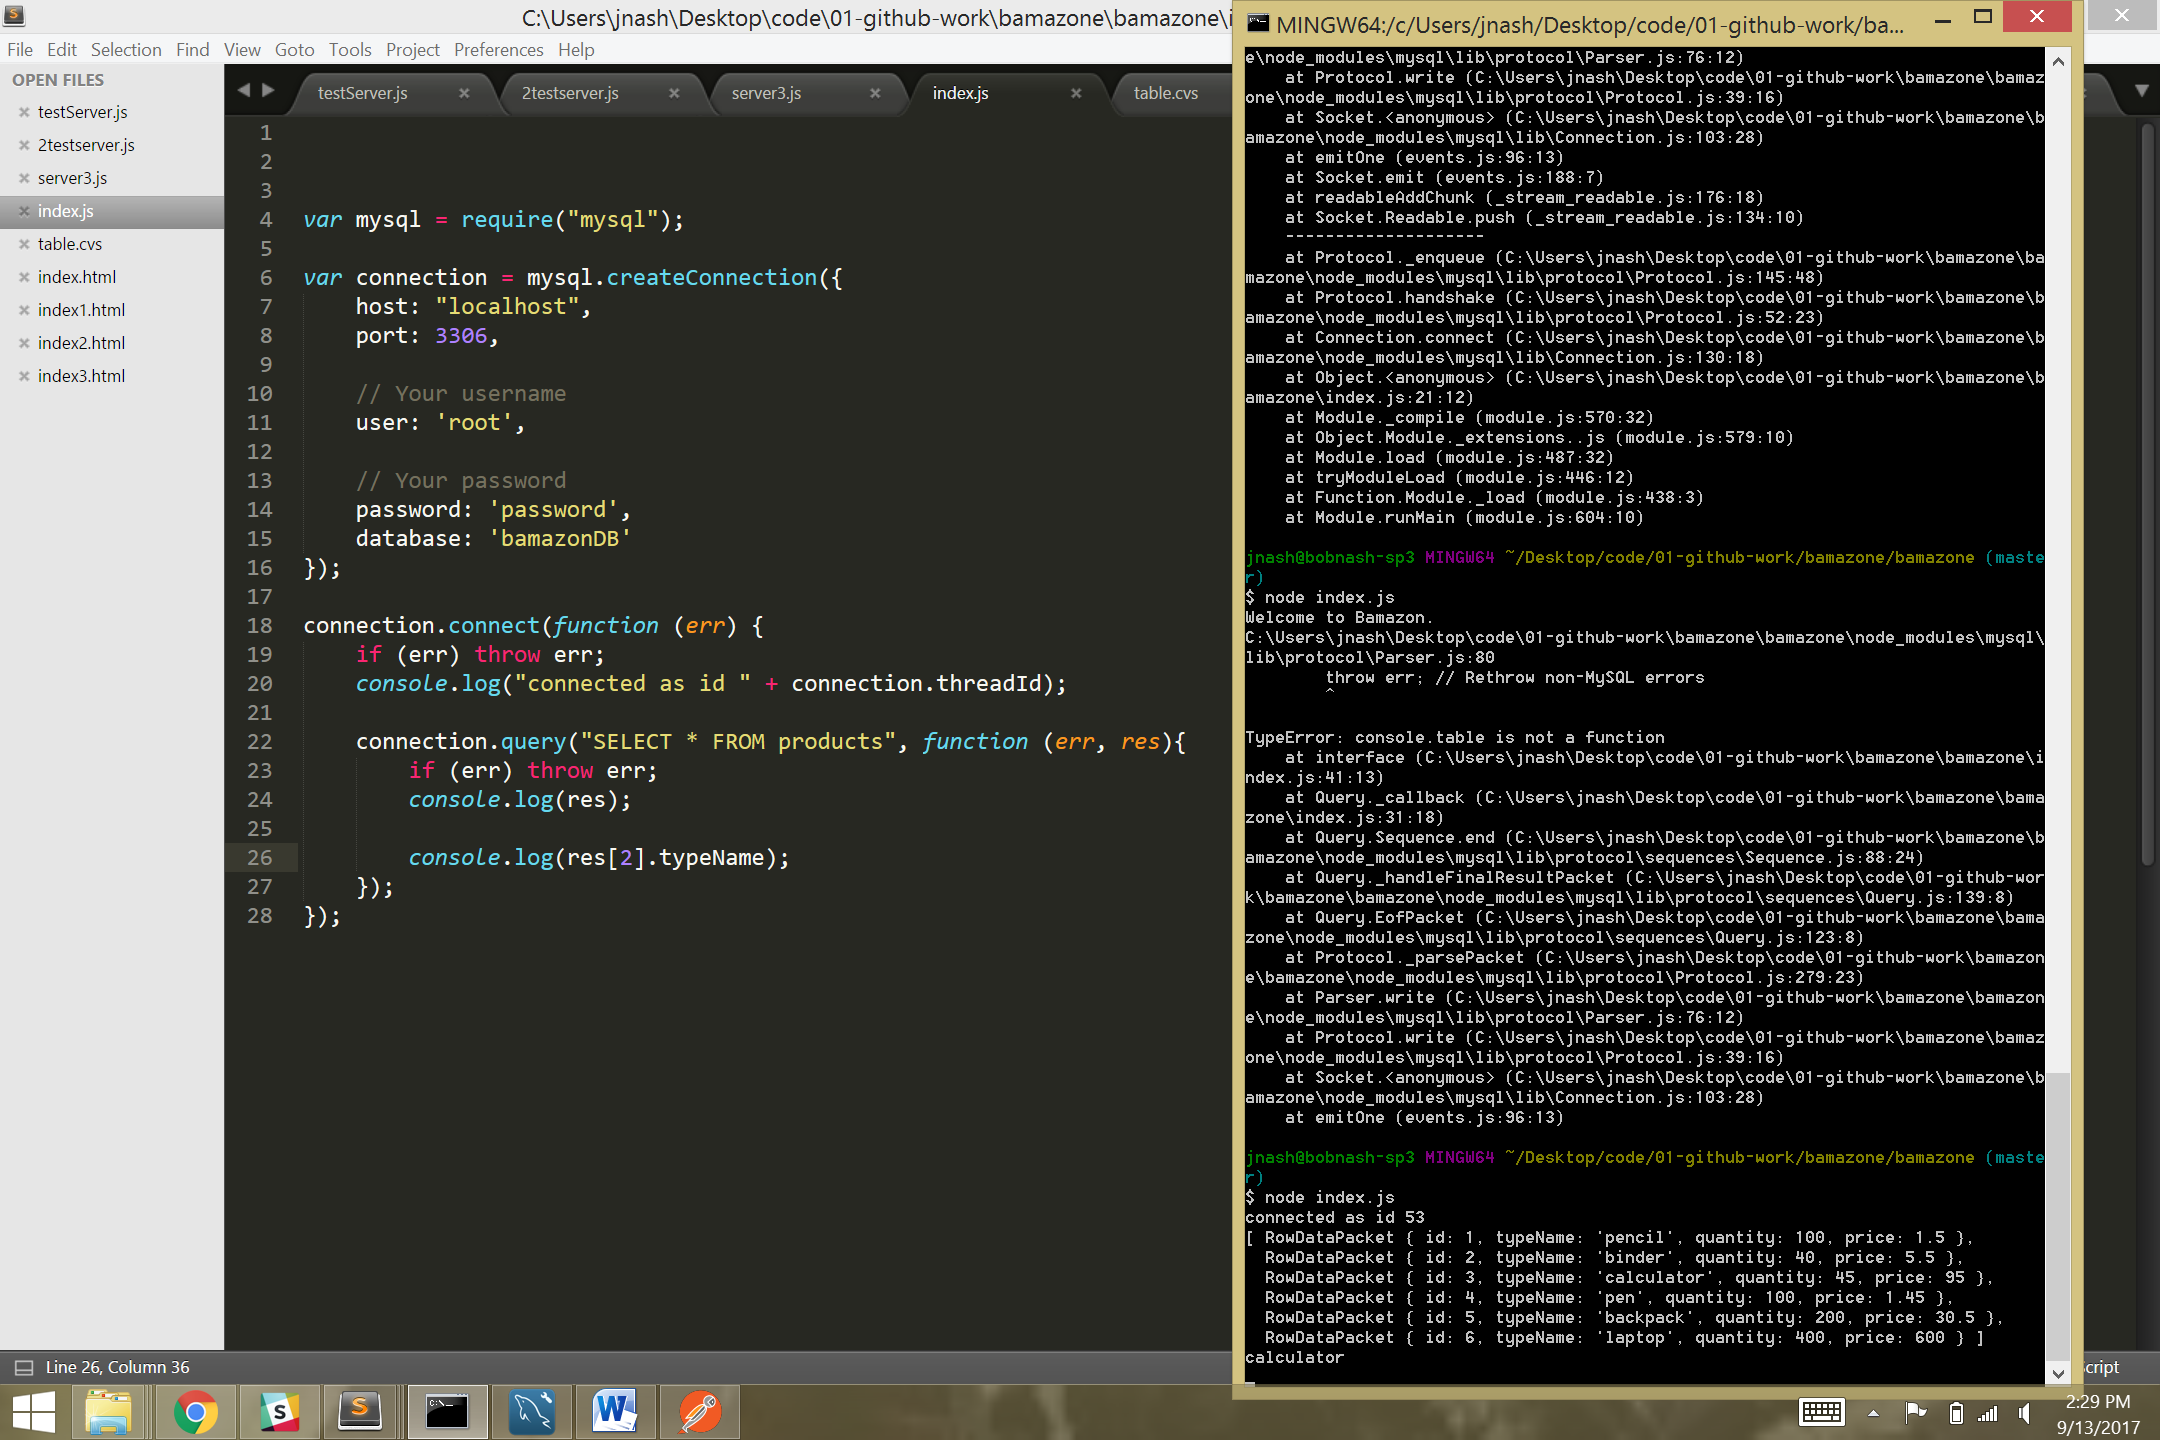 C:\Users\jnash\Desktop\code\01-github-work\bamazone\bamazone\i
File Edit Selection Find View Goto Tools Project Preferences Help
OPEN FILES
testServer.js
2testserver.js
server3.js
index.js
table.cvs
index.html
index1.html
index2.html
index3.html
testServer.js 2testserver.js server3.js index.js table.cvs
1
2
3
4 var mysql = require("mysql");
5
6 var connection = mysql.createConnection({
7 host: "localhost",
8 port: 3306,
9
10 // Your username
11 user: 'root',
12
13 // Your password
14 password: 'password',
15 database: 'bamazonDB'
16 });
17
18 connection.connect(function (err) {
19 if (err) throw err;
20 console.log("connected as id " + connection.threadId);
21
22 connection.query("SELECT * FROM products", function (err, res){
23 if (err) throw err;
24 console.log(res);
25
26 console.log(res[2].typeName);
27 });
28 });
Line 26, Column 36
MINGW64:/c/Users/jnash/Desktop/code/01-github-work/ba...
e\node_modules\mysql\lib\protocol\Parser.js:76:12)
at Protocol.write (C:\Users\jnash\Desktop\code\01-github-work\bamazone\bamaz
one\node_modules\mysql\lib\protocol\Protocol.js:39:16)
at Socket.<anonymous> (C:\Users\jnash\Desktop\code\01-github-work\bamazone\b
amazone\node_modules\mysql\lib\Connection.js:103:28)
at emitOne (events.js:96:13)
at Socket.emit (events.js:188:7)
at readableAddChunk (_stream_readable.js:176:18)
at Socket.Readable.push (_stream_readable.js:134:10)
--------------------
at Protocol._enqueue (C:\Users\jnash\Desktop\code\01-github-work\bamazone\ba
mazone\node_modules\mysql\lib\protocol\Protocol.js:145:48)
at Protocol.handshake (C:\Users\jnash\Desktop\code\01-github-work\bamazone\b
amazone\node_modules\mysql\lib\protocol\Protocol.js:52:23)
at Connection.connect (C:\Users\jnash\Desktop\code\01-github-work\bamazone\b
amazone\node_modules\mysql\lib\Connection.js:130:18)
at Object.<anonymous> (C:\Users\jnash\Desktop\code\01-github-work\bamazone\b
amazone\index.js:21:12)
at Module._compile (module.js:570:32)
at Object.Module._extensions..js (module.js:579:10)
at Module.load (module.js:487:32)
at tryModuleLoad (module.js:446:12)
at Function.Module._load (module.js:438:3)
at Module.runMain (module.js:604:10)
jnash@bobnash-sp3 MINGW64 ~/Desktop/code/01-github-work/bamazone/bamazone (maste
r)
$ node index.js
Welcome to Bamazon.
C:\Users\jnash\Desktop\code\01-github-work\bamazone\bamazone\node_modules\mysql\
lib\protocol\Parser.js:80
throw err; // Rethrow non-MySQL errors
^
TypeError: console.table is not a function
at interface (C:\Users\jnash\Desktop\code\01-github-work\bamazone\bamazone\i
ndex.js:41:13)
at Query._callback (C:\Users\jnash\Desktop\code\01-github-work\bamazone\bama
zone\index.js:31:18)
at Query.Sequence.end (C:\Users\jnash\Desktop\code\01-github-work\bamazone\b
amazone\node_modules\mysql\lib\protocol\sequences\Sequence.js:88:24)
at Query._handleFinalResultPacket (C:\Users\jnash\Desktop\code\01-github-wor
k\bamazone\bamazone\node_modules\mysql\lib\protocol\sequences\Query.js:139:8)
at Query.EofPacket (C:\Users\jnash\Desktop\code\01-github-work\bamazone\bama
zone\node_modules\mysql\lib\protocol\sequences\Query.js:123:8)
at Protocol._parsePacket (C:\Users\jnash\Desktop\code\01-github-work\bamazon
e\bamazone\node_modules\mysql\lib\protocol\Protocol.js:279:23)
at Parser.write (C:\Users\jnash\Desktop\code\01-github-work\bamazone\bamazon
e\node_modules\mysql\lib\protocol\Parser.js:76:12)
at Protocol.write (C:\Users\jnash\Desktop\code\01-github-work\bamazone\bamaz
one\node_modules\mysql\lib\protocol\Protocol.js:39:16)
at Socket.<anonymous> (C:\Users\jnash\Desktop\code\01-github-work\bamazone\b
amazone\node_modules\mysql\lib\Connection.js:103:28)
at emitOne (events.js:96:13)
jnash@bobnash-sp3 MINGW64 ~/Desktop/code/01-github-work/bamazone/bamazone (maste
r)
$ node index.js
connected as id 53
[ RowDataPacket { id: 1, typeName: 'pencil', quantity: 100, price: 1.5 },
RowDataPacket { id: 2, typeName: 'binder', quantity: 40, price: 5.5 },
RowDataPacket { id: 3, typeName: 'calculator', quantity: 45, price: 95 },
RowDataPacket { id: 4, typeName: 'pen', quantity: 100, price: 1.45 },
RowDataPacket { id: 5, typeName: 'backpack', quantity: 200, price: 30.5 },
RowDataPacket { id: 6, typeName: 'laptop', quantity: 400, price: 600 } ]
calculator
cript
2:29 PM
9/13/2017